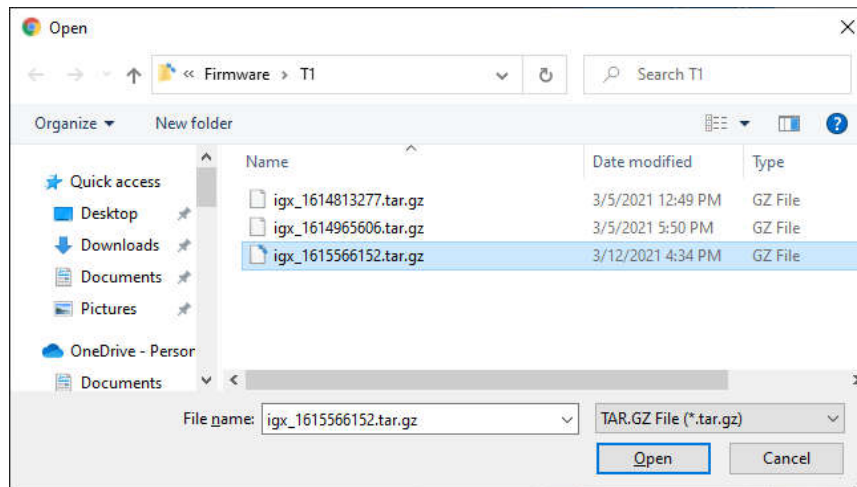 Open
« Firmware › T1
Search T1
Organize
New folder
Name
Date modified
Type
Quick access
Desktop
Downloads
Documents
Pictures
OneDrive - Person
Documents
igx_1614813277.tar.gz 3/5/2021 12:49 PM GZ File
igx_1614965606.tar.gz 3/5/2021 5:50 PM GZ File
igx_1615566152.tar.gz 3/12/2021 4:34 PM GZ File
File name: igx_1615566152.tar.gz
TAR.GZ File (*.tar.gz)
Open
Cancel